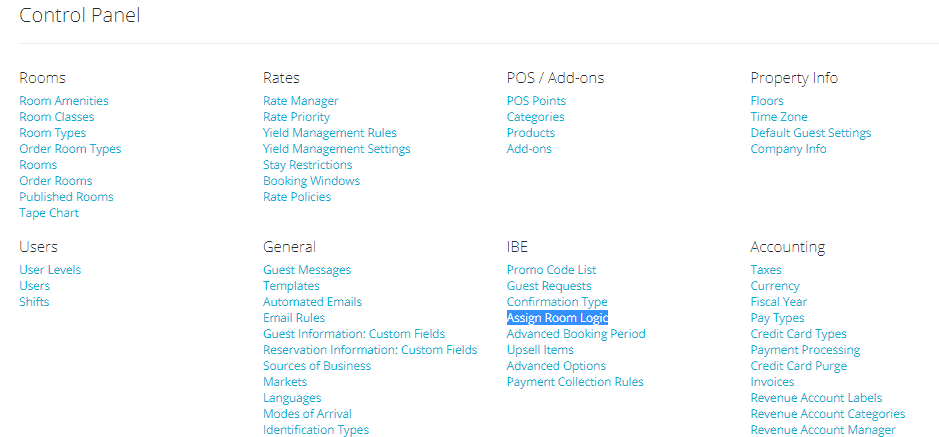 Control Panel
Rooms
Room Amenities
Room Classes
Room Types
Order Room Types
Rooms
Order Rooms
Published Rooms
Tape Chart
Rates
Rate Manager
Rate Priority
Yield Management Rules
Yield Management Settings
Stay Restrictions
Booking Windows
Rate Policies
POS / Add-ons
POS Points
Categories
Products
Add-ons
Property Info
Floors
Time Zone
Default Guest Settings
Company Info
Users
User Levels
Users
Shifts
General
Guest Messages
Templates
Automated Emails
Email Rules
Guest Information: Custom Fields
Reservation Information: Custom Fields
Sources of Business
Markets
Languages
Modes of Arrival
Identification Types
IBE
Promo Code List
Guest Requests
Confirmation Type
Assign Room Logic
Advanced Booking Period
Upsell Items
Advanced Options
Payment Collection Rules
Accounting
Taxes
Currency
Fiscal Year
Pay Types
Credit Card Types
Payment Processing
Credit Card Purge
Invoices
Revenue Account Labels
Revenue Account Categories
Revenue Account Manager